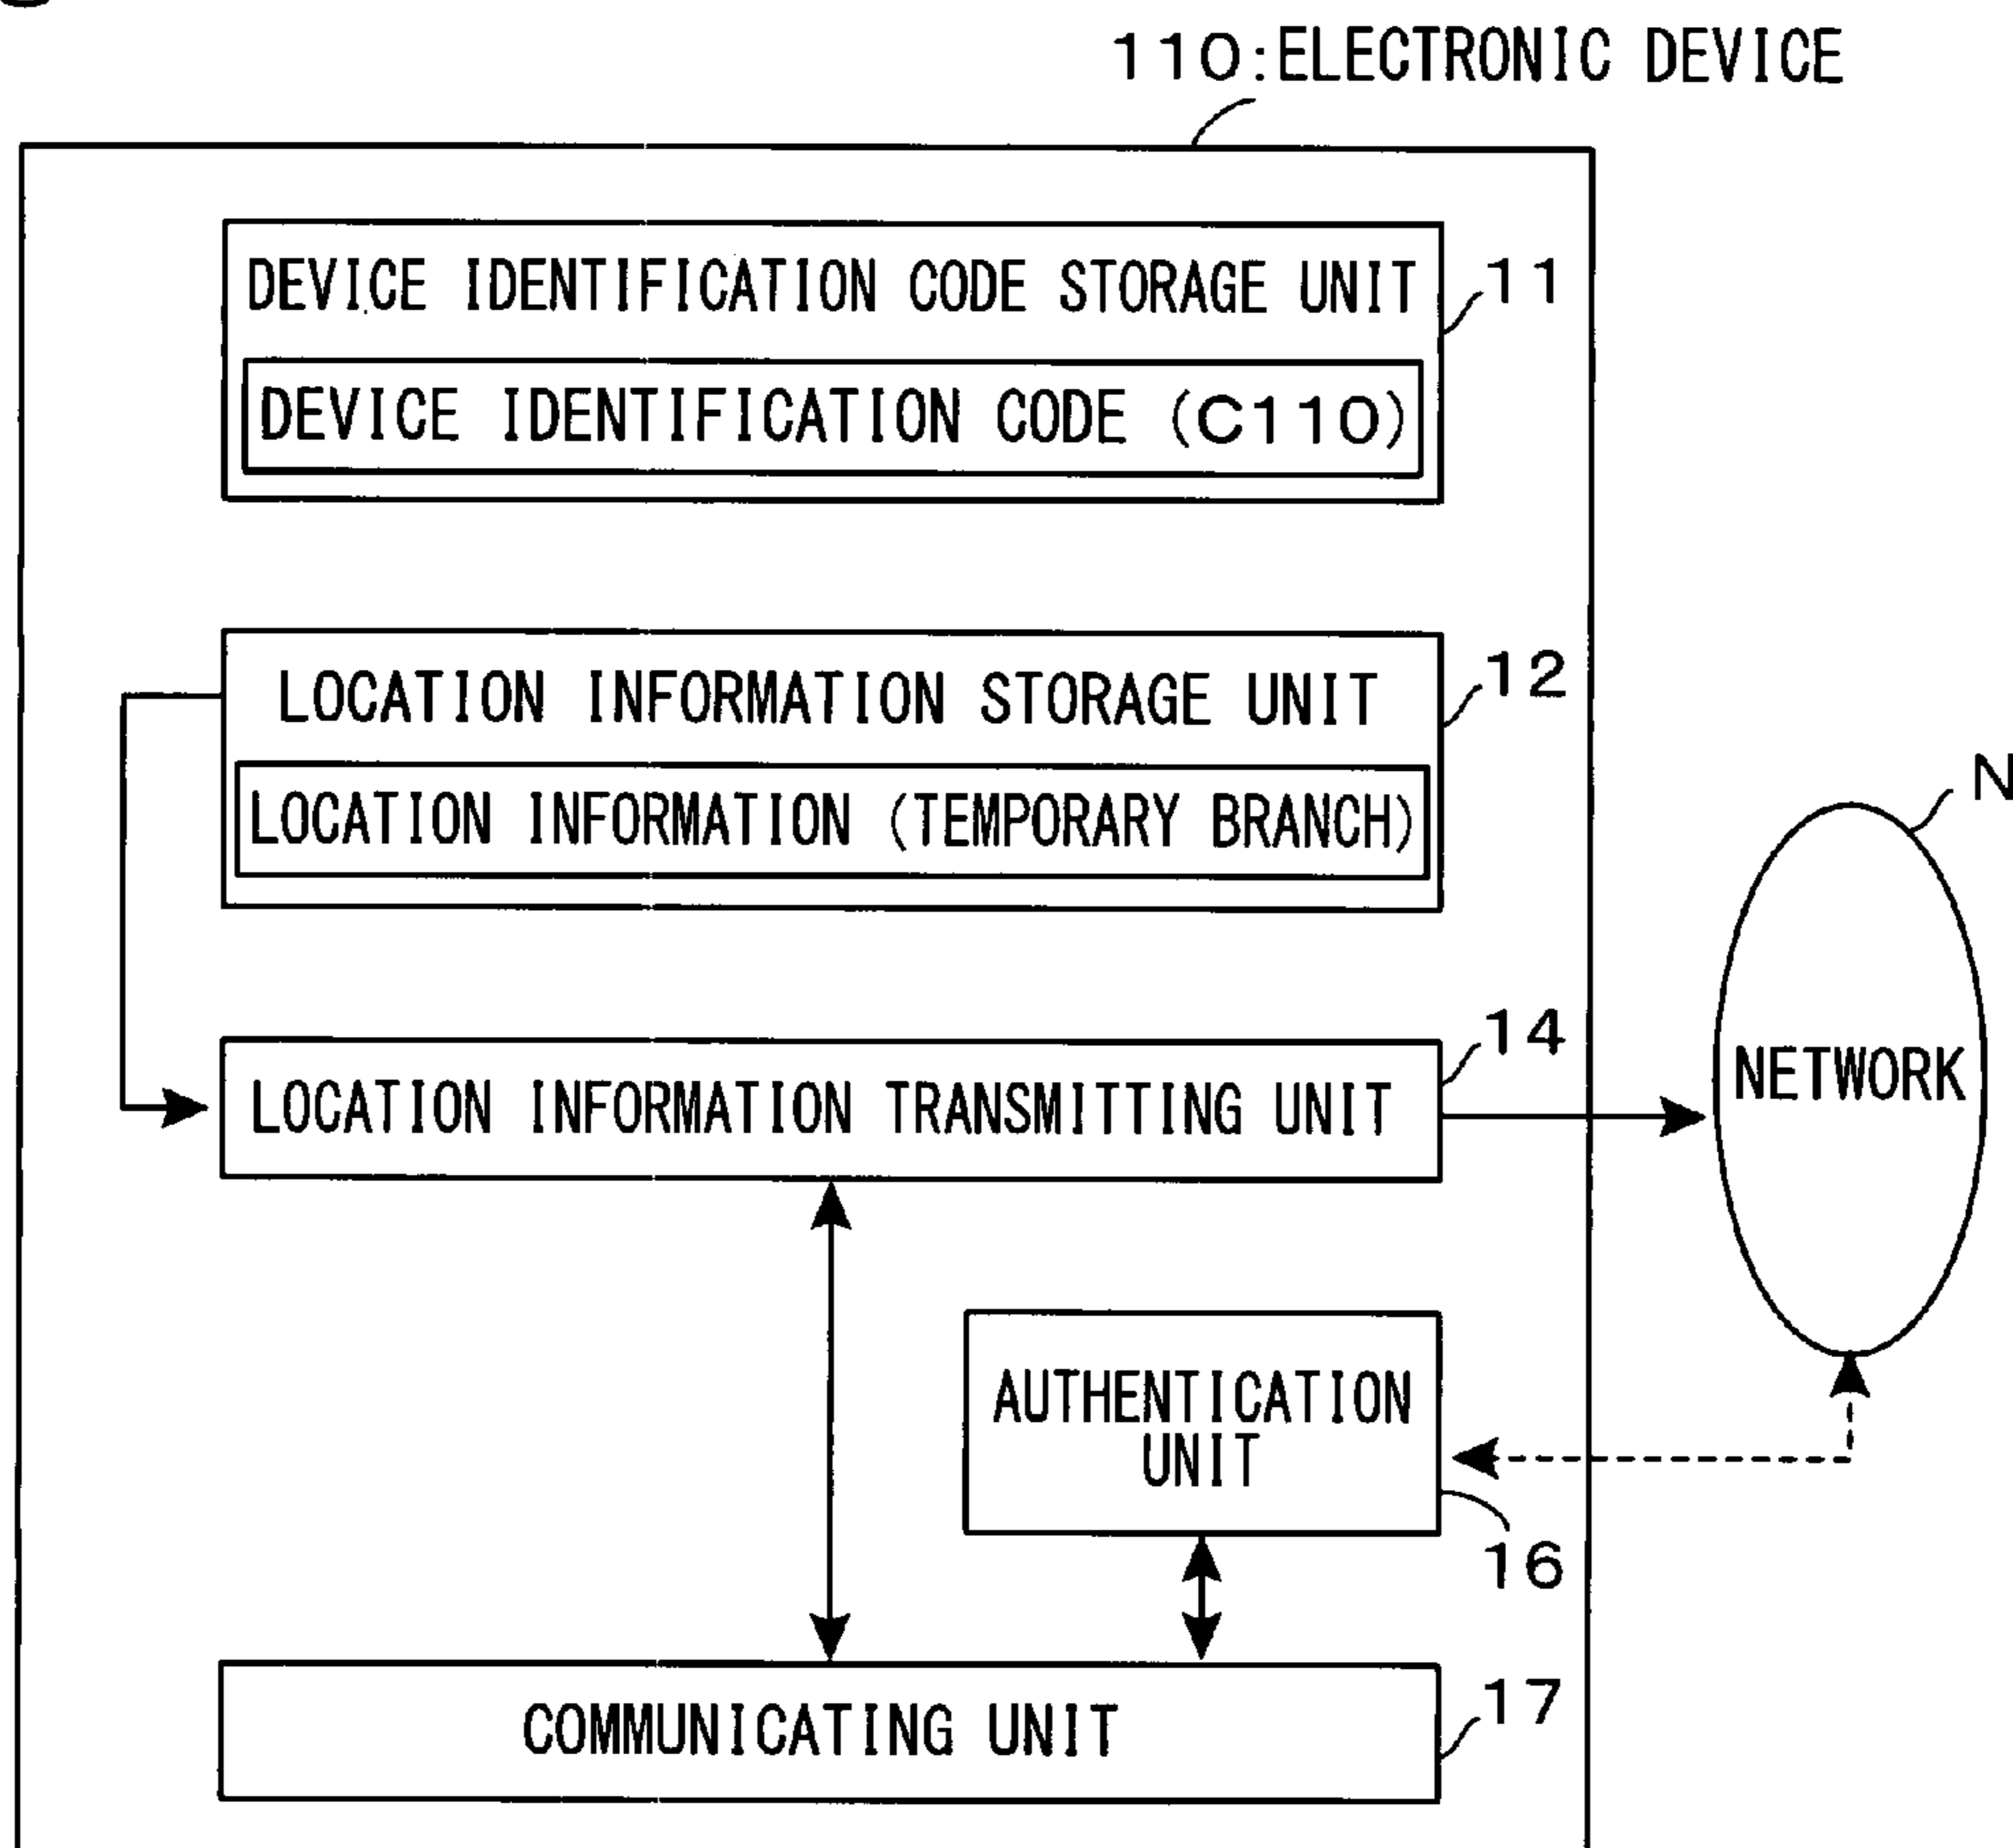 110:ELECTRONIC DEVICE
DEVICE IDENTIFICATION CODE STORAGE UNIT
11
DEVICE IDENTIFICATION CODE (C110)
LOCATION INFORMATION STORAGE UNIT
12
LOCATION INFORMATION (TEMPORARY BRANCH)
N
LOCATION INFORMATION TRANSMITTING UNIT
14
NETWORK
AUTHENTICATION
UNIT
16
COMMUNICATING UNIT
17